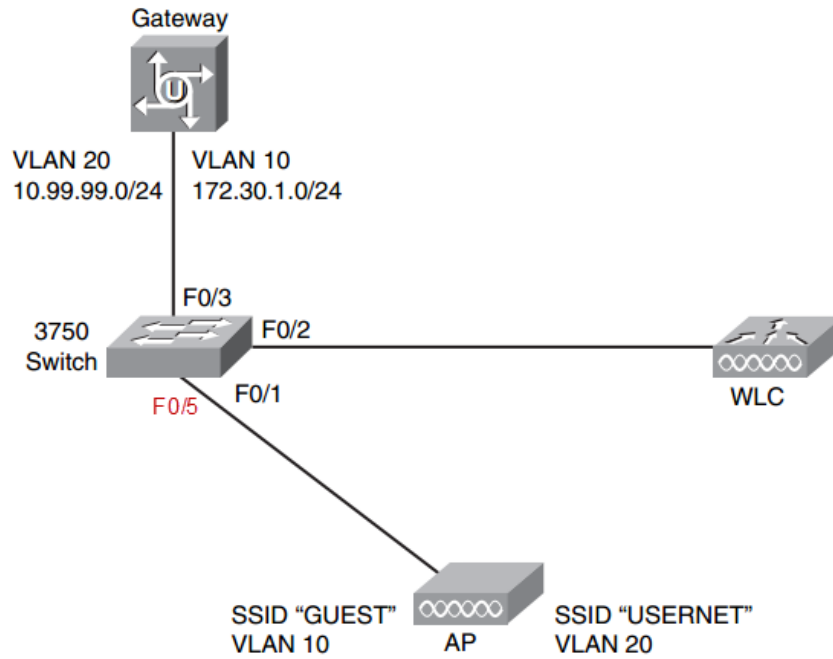 Gateway
U
VLAN 20
10.99.99.0/24
VLAN 10
172.30.1.0/24
F0/3
3750
Switch
F0/2
WLC
F0/1
F0/5
SSID “GUEST”
VLAN 10
AP
SSID “USERNET”
VLAN 20